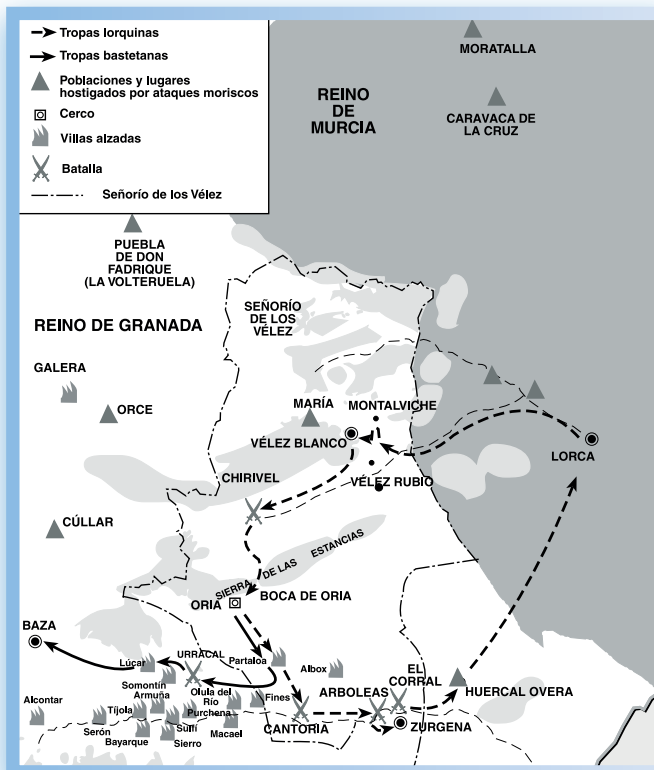 Tropas lorquinas
Tropas bastetanas
Poblaciones y lugares
hostigados por ataques moriscos
Cerco
Villas alzadas
Batalla
Señorío de los Vélez
MORATALLA
REINO
DE
MURCIA
CARAVACA DE
LA CRUZ
PUEBLA
DE DON
FADRIQUE
(LA VOLTERUELA)
SEÑORÍO
DE LOS
VÉLEZ
REINO DE GRANADA
GALERA
ORCE
MARÍA
MONTALVICHE
VÉLEZ BLANCO
LORCA
CHIRIVEL
VÉLEZ RUBIO
CÚLLAR
SIERRA DE LAS ESTANCIAS
ORIA
BOCA DE ORIA
BAZA
Lúcar
URRACAL
Partaloa
Albox
EL
CORRAL
Somontín
Armuña
Olula del
Río
Fines
ARBOLEAS
HUERCAL OVERA
Alcontar
Tíjola
Purchena
CANTORIA
ZURGENA
Serón
Suflí
Macael
Bayarque
Sierro